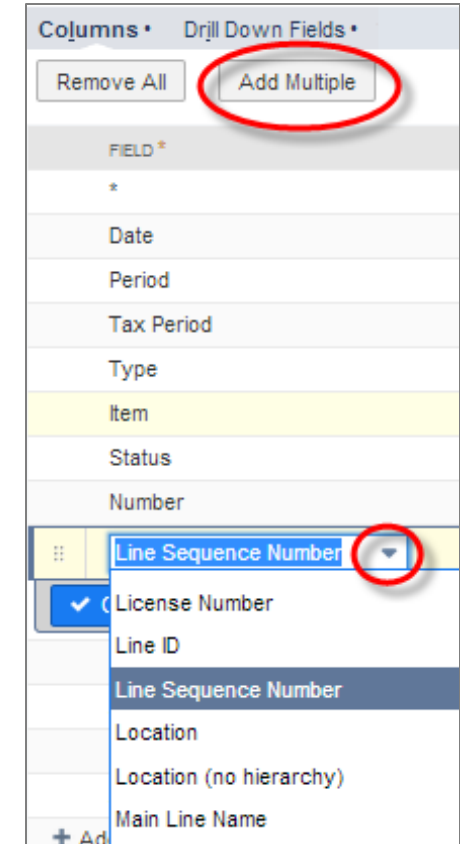 Columns • Drill Down Fields •
Remove All Add Multiple
FIELD *
*
Date
Period
Tax Period
Type
Item
Status
Number
Line Sequence Number
License Number
Line ID
Line Sequence Number
Location
Location (no hierarchy)
Main Line Name